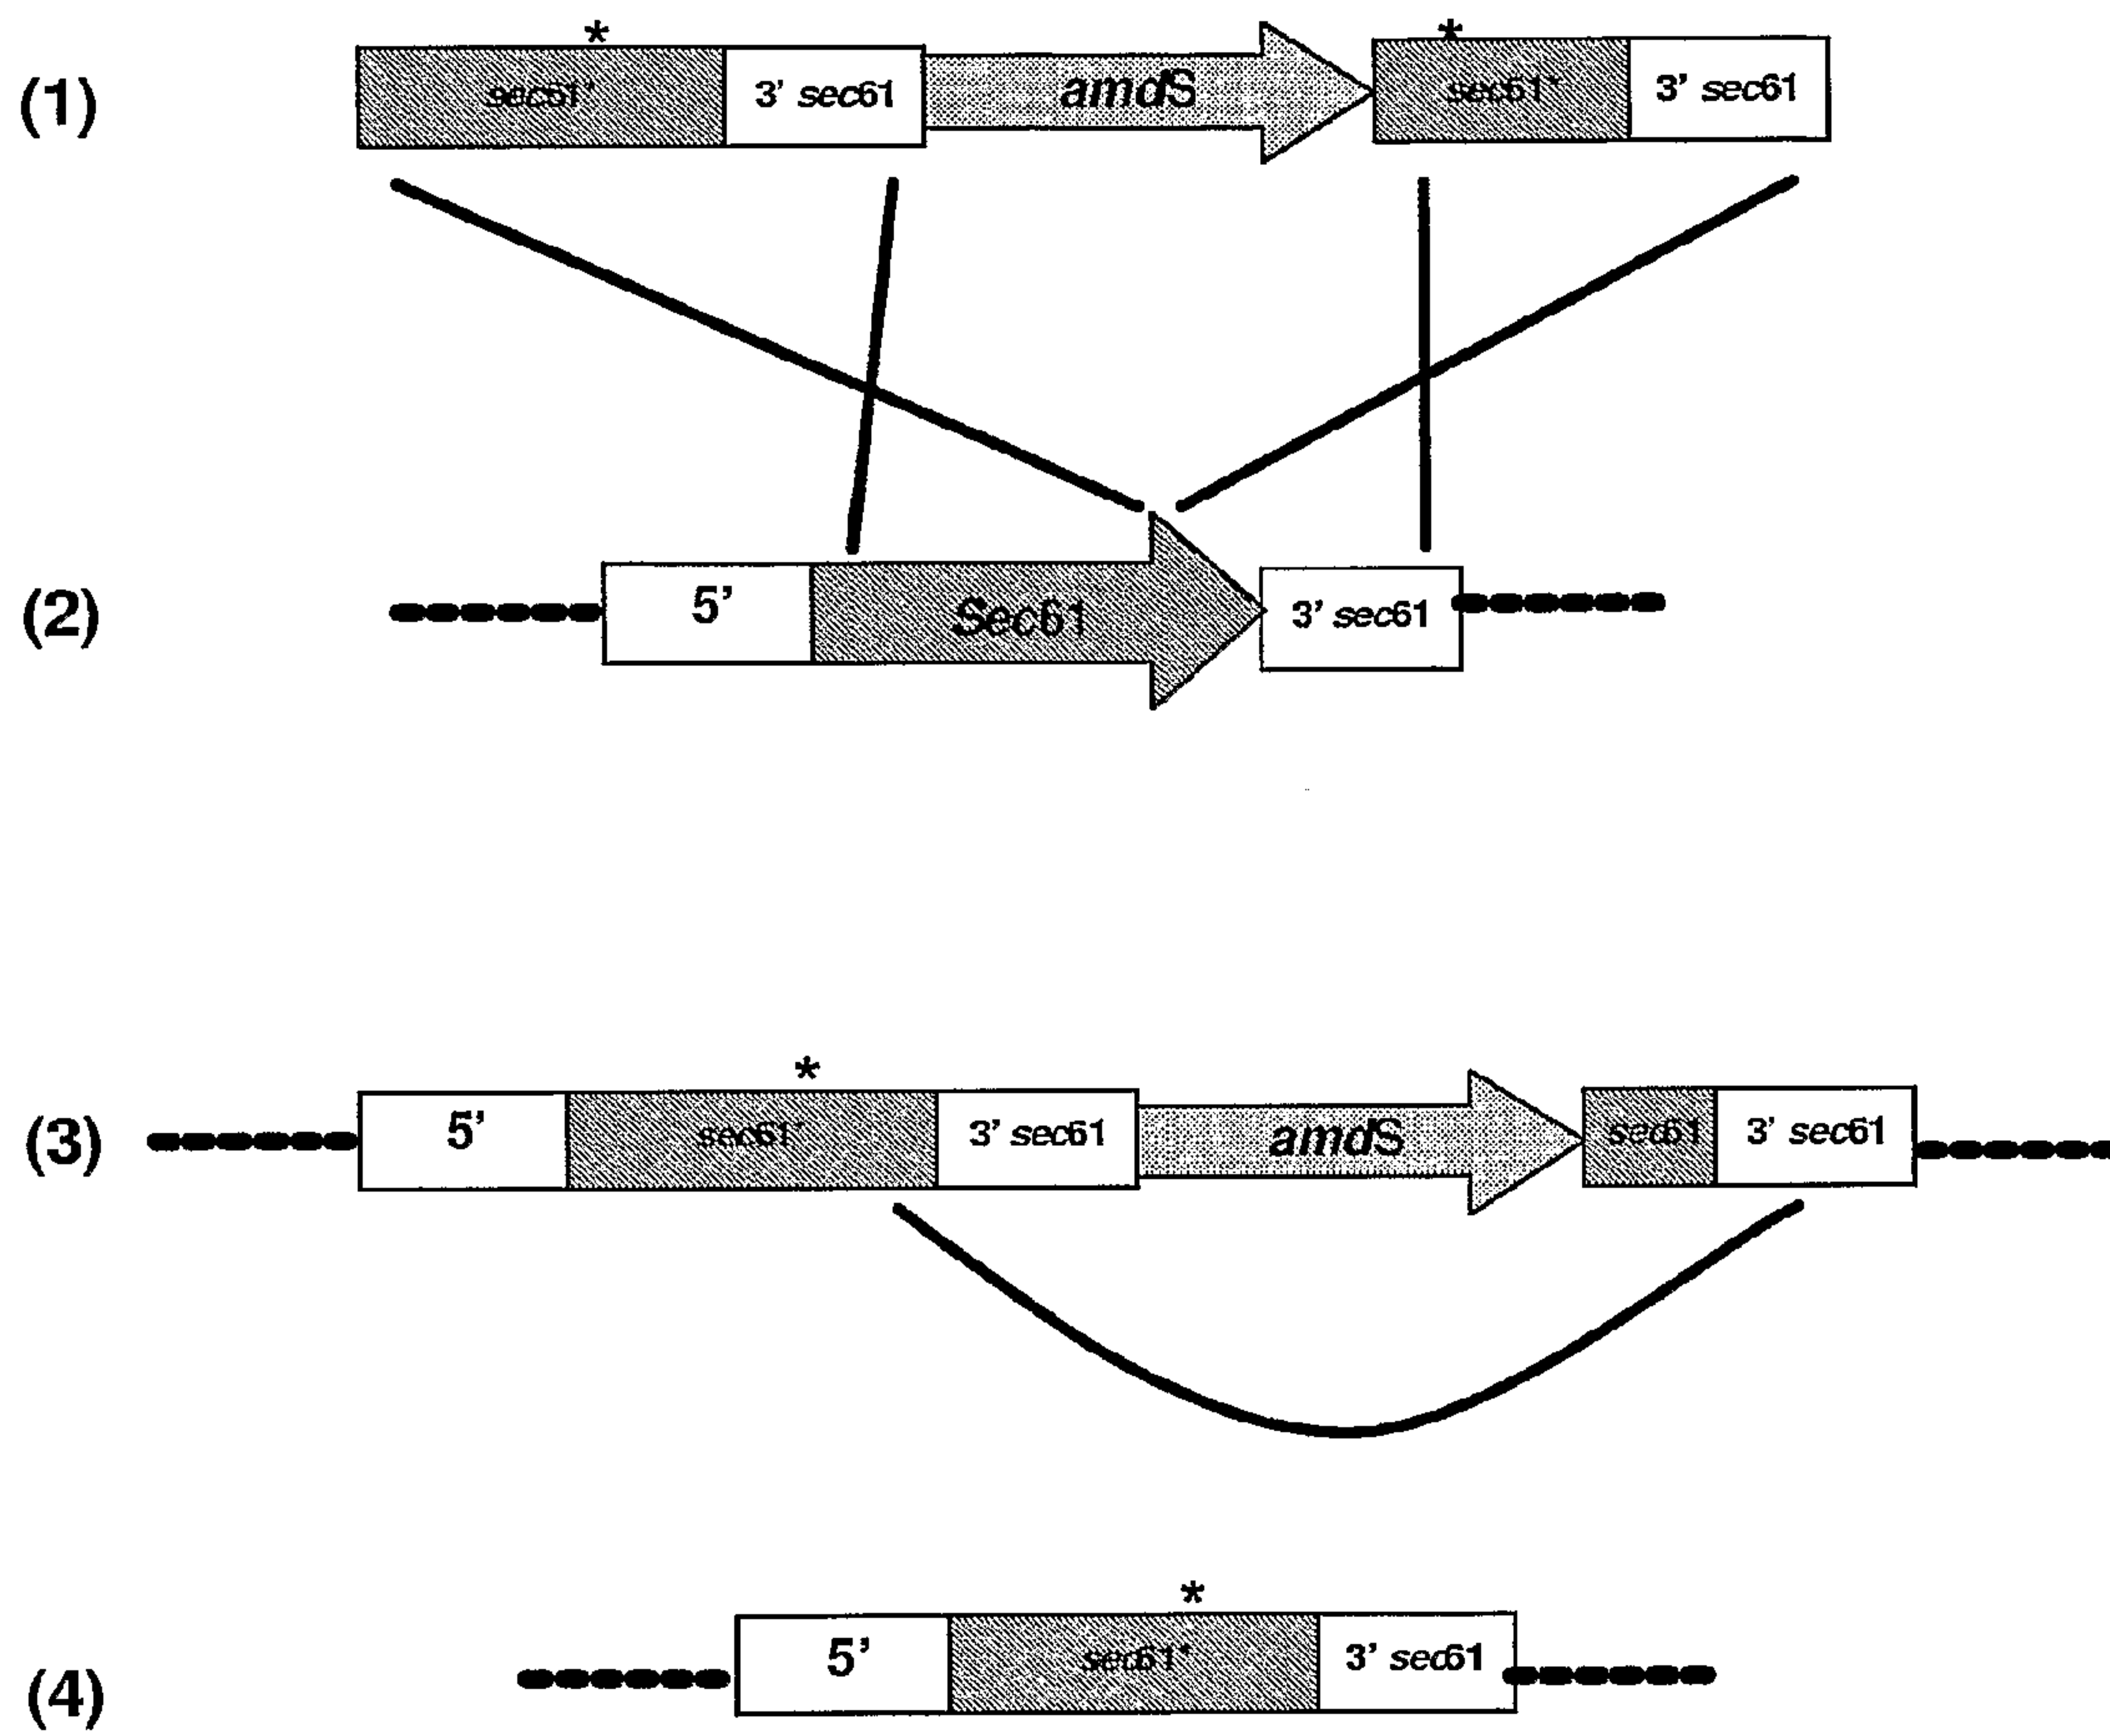 (1)
*
*
sec61*
3' sec61
amdS
sec61*
3' sec61
(2)
5'
Sec61
3' sec61
(3)
*
5'
sec61*
3' sec61
amdS
sec61
3' sec61
(4)
*
5'
sec61*
3' sec61